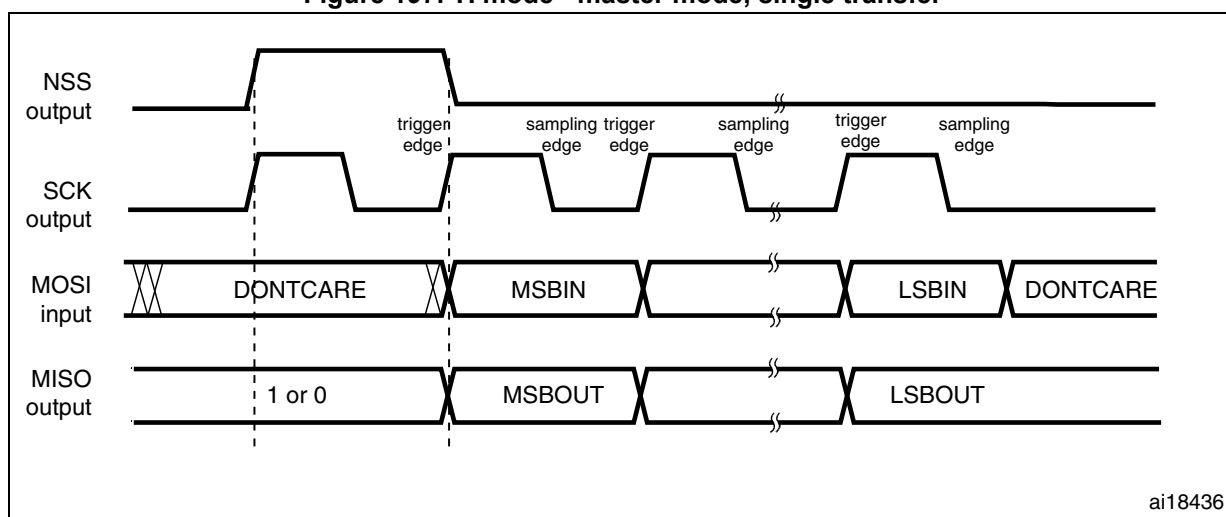 NSS
output
trigger
edge
sampling
edge
trigger
edge
sampling
edge
trigger
edge
sampling
edge
SCK
output
MOSI
input
DONTCARE
MSBIN
LSBIN
DONTCARE
MISO
output
1 or 0
MSBOUT
LSBOUT
ai18436